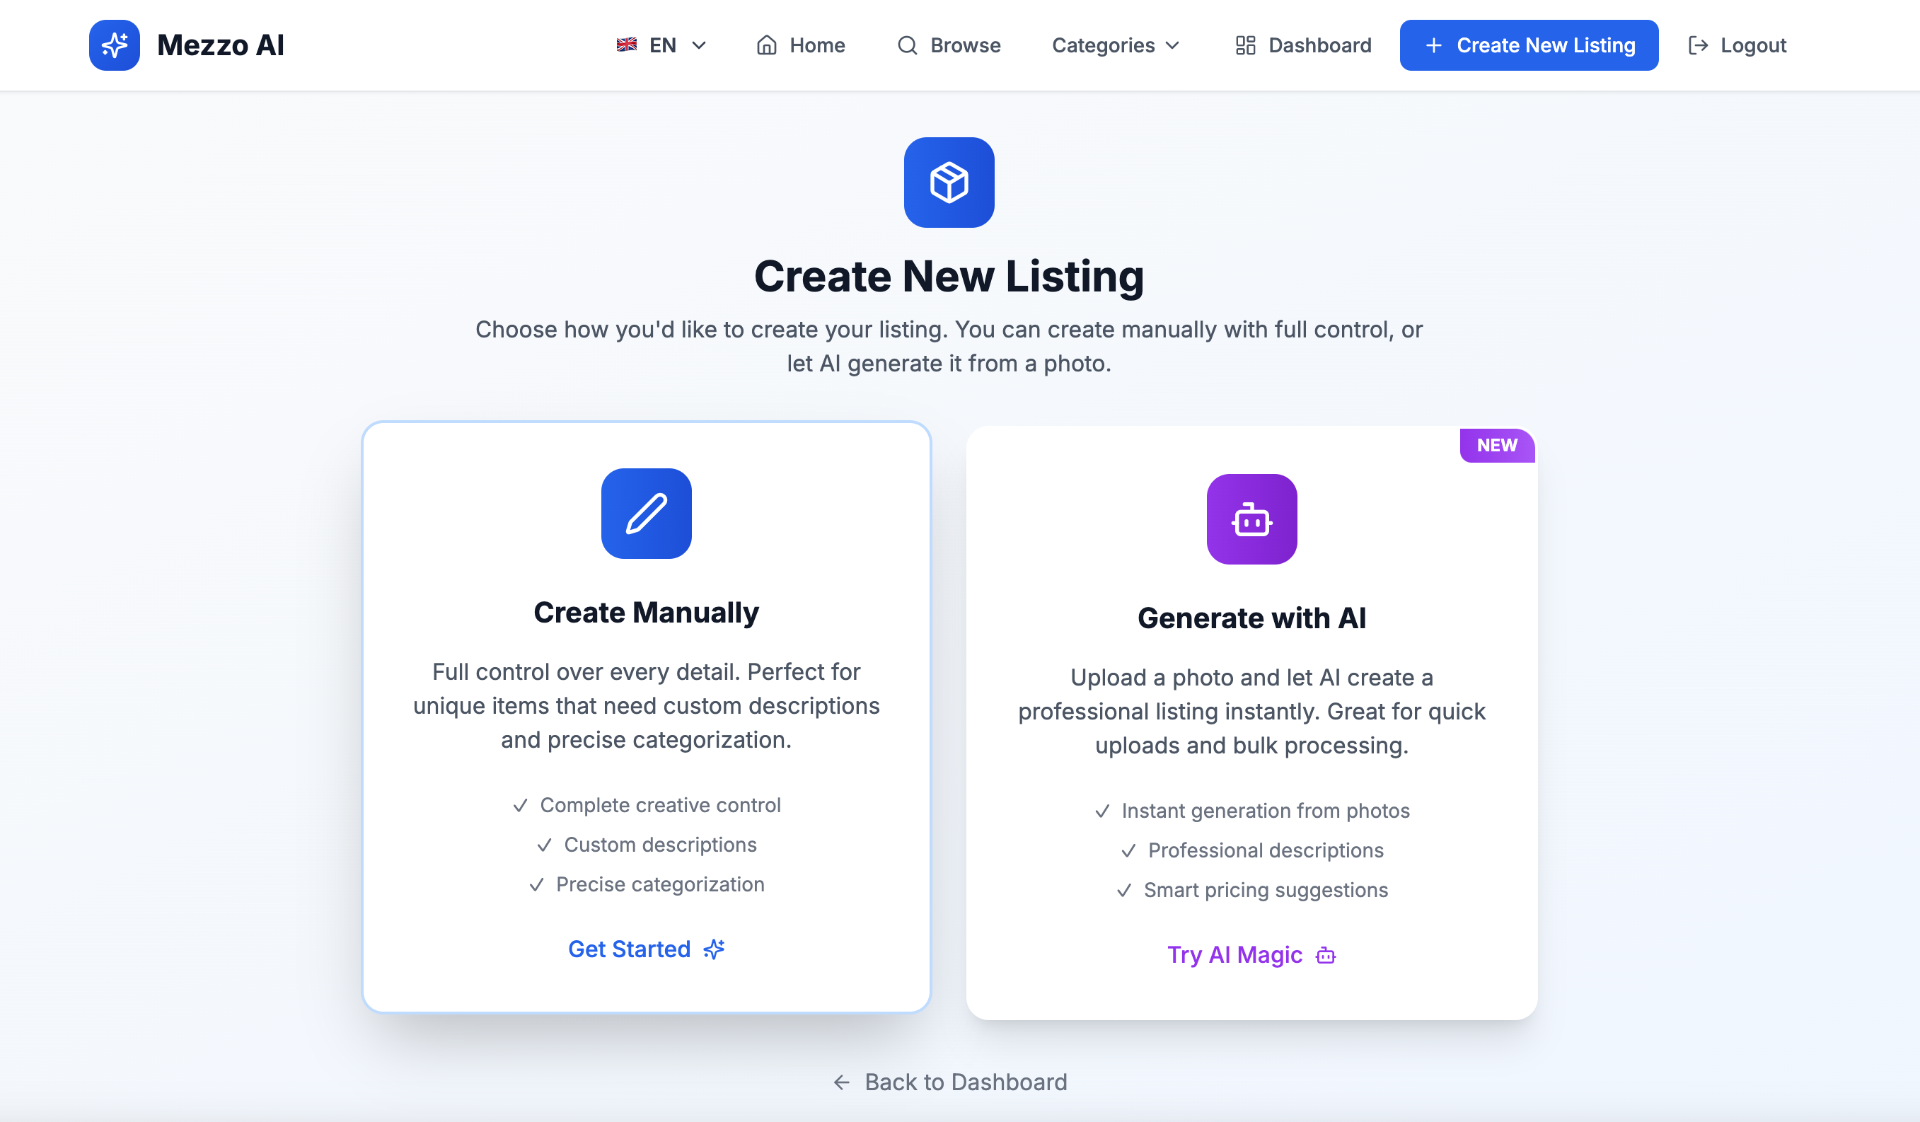 Mezzo AI
EN
Home
Browse
Categories
Dashboard
Create New Listing
Logout
Create New Listing
Choose how you'd like to create your listing. You can create manually with full control, or
let AI generate it from a photo.
Create Manually
Full control over every detail. Perfect for
unique items that need custom descriptions
and precise categorization.
Complete creative control
Custom descriptions
Precise categorization
Get Started
NEW
Generate with AI
Upload a photo and let AI create a
professional listing instantly. Great for quick
uploads and bulk processing.
Instant generation from photos
Professional descriptions
Smart pricing suggestions
Try AI Magic
Back to Dashboard